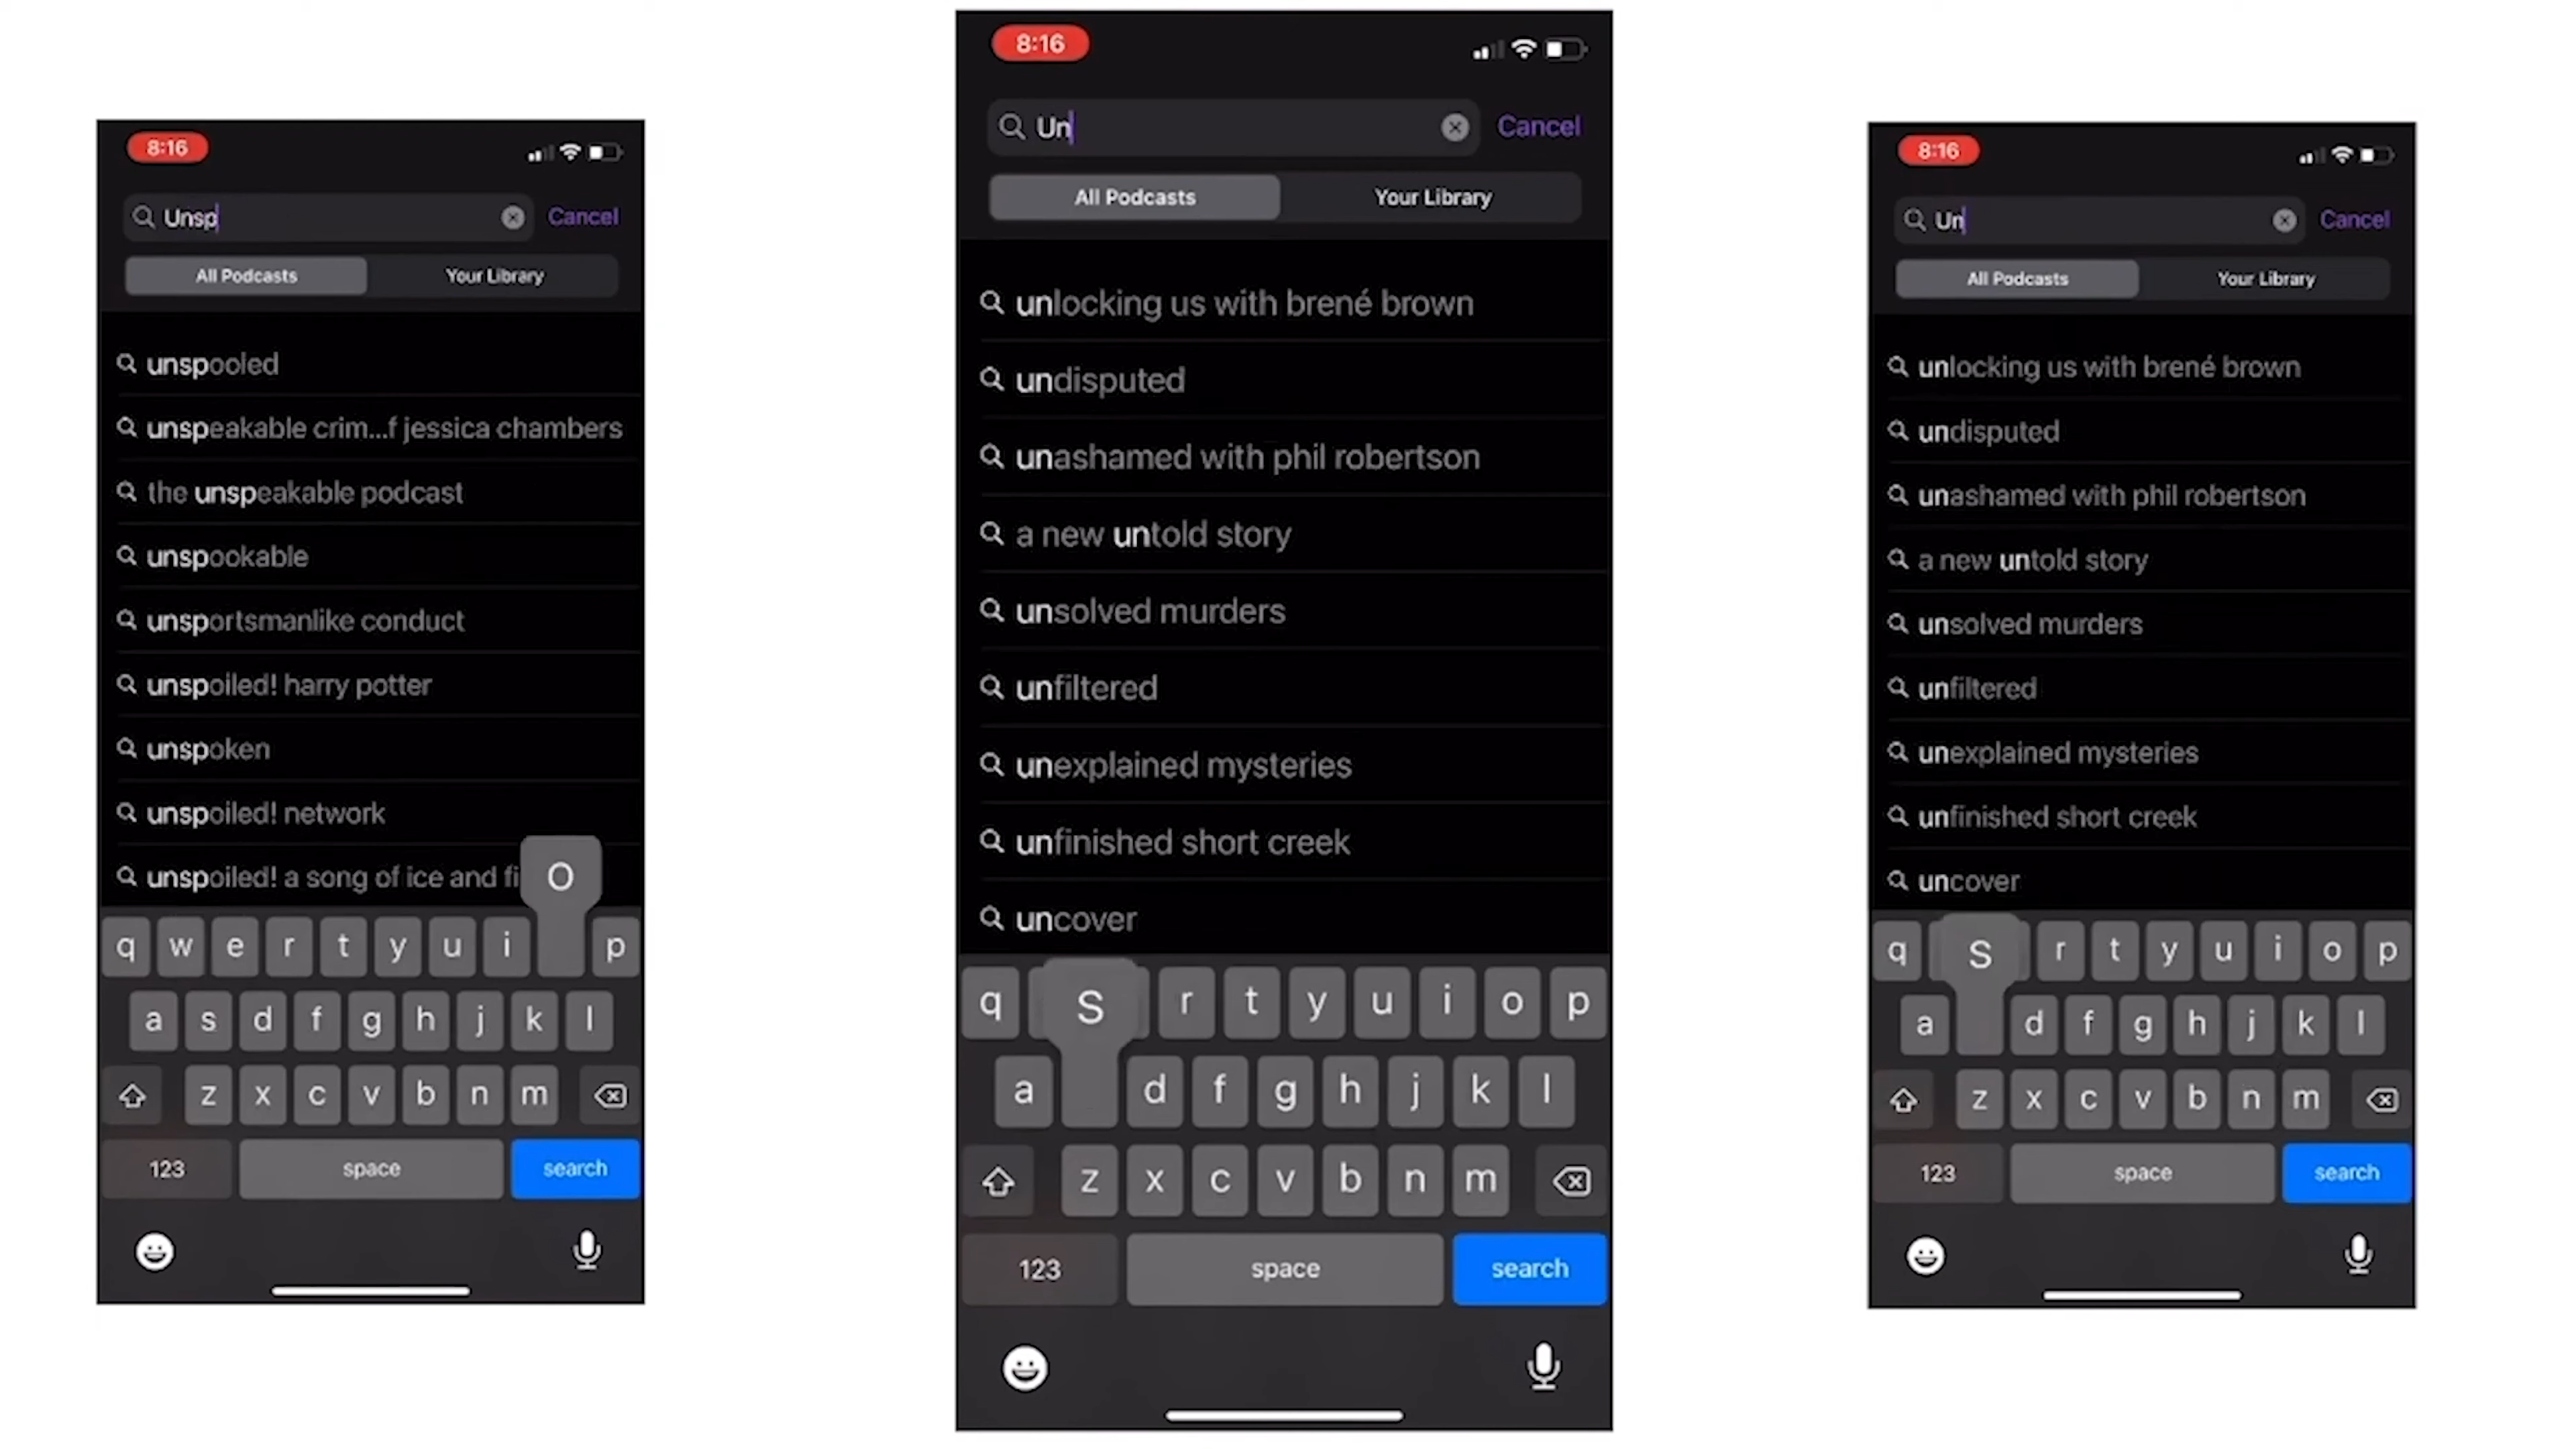 8:16
Unsp
Cancel
All Podcasts Your Library
unspooled
unspeakable crim...f jessica chambers
the unspeakable podcast
unspookable
unsportsmanlike conduct
unspoiled! harry potter
unspoken
unspoiled! network
unspoiled! a song of ice and fi
O
q w e r t y u i p
a s d f g h j k l
z x c v b n m
123 space search
8:16
Un
Cancel
All Podcasts Your Library
unlocking us with brené brown
undisputed
unashamed with phil robertson
a new untold story
unsolved murders
unfiltered
unexplained mysteries
unfinished short creek
uncover
q S r t y u i o p
a d f g h j k l
z x c v b n m
123 space search
8:16
Un
Cancel
All Podcasts Your Library
unlocking us with brené brown
undisputed
unashamed with phil robertson
a new untold story
unsolved murders
unfiltered
unexplained mysteries
unfinished short creek
uncover
q S r t y u i o p
a d f g h j k l
z x c v b n m
123 space search